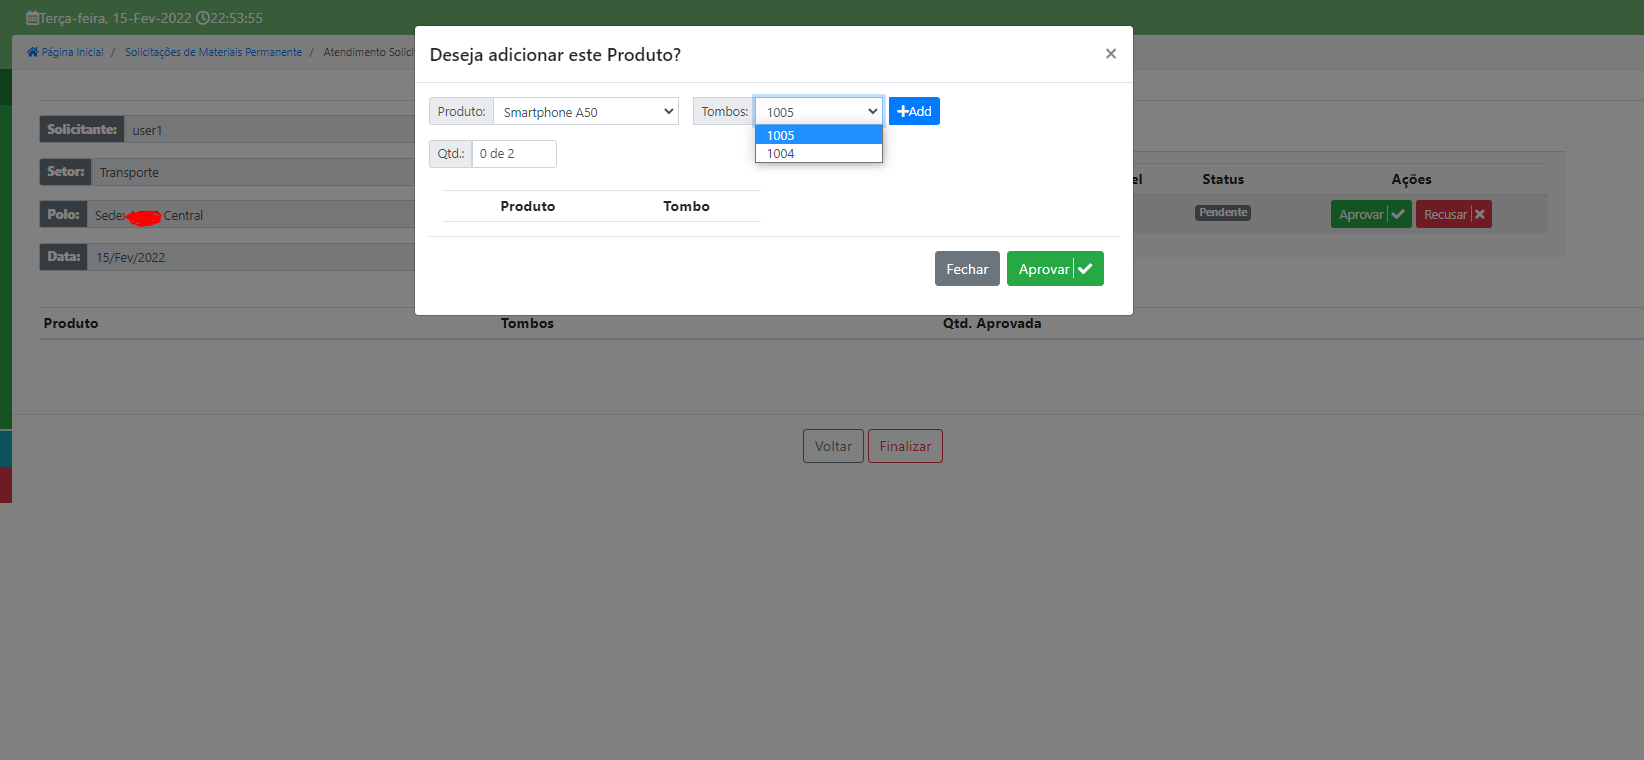 Terça-feira, 15-Fev-2022 22:53:55
Página Inicial / Solicitações de Materiais Permanente / Atendimento Solici
Deseja adicionar este Produto?
×
Produto: Smartphone A50 Tombos: 1005 Add
1005
1004
Qtd.: 0 de 2
Produto Tombo
Fechar Aprovar
Solicitante: user1
Setor: Transporte
Polo: Sede: Central
Data: 15/Fev/2022
el Status Ações
Pendente Aprovar Recusar
Produto Tombos Qtd. Aprovada
Voltar Finalizar